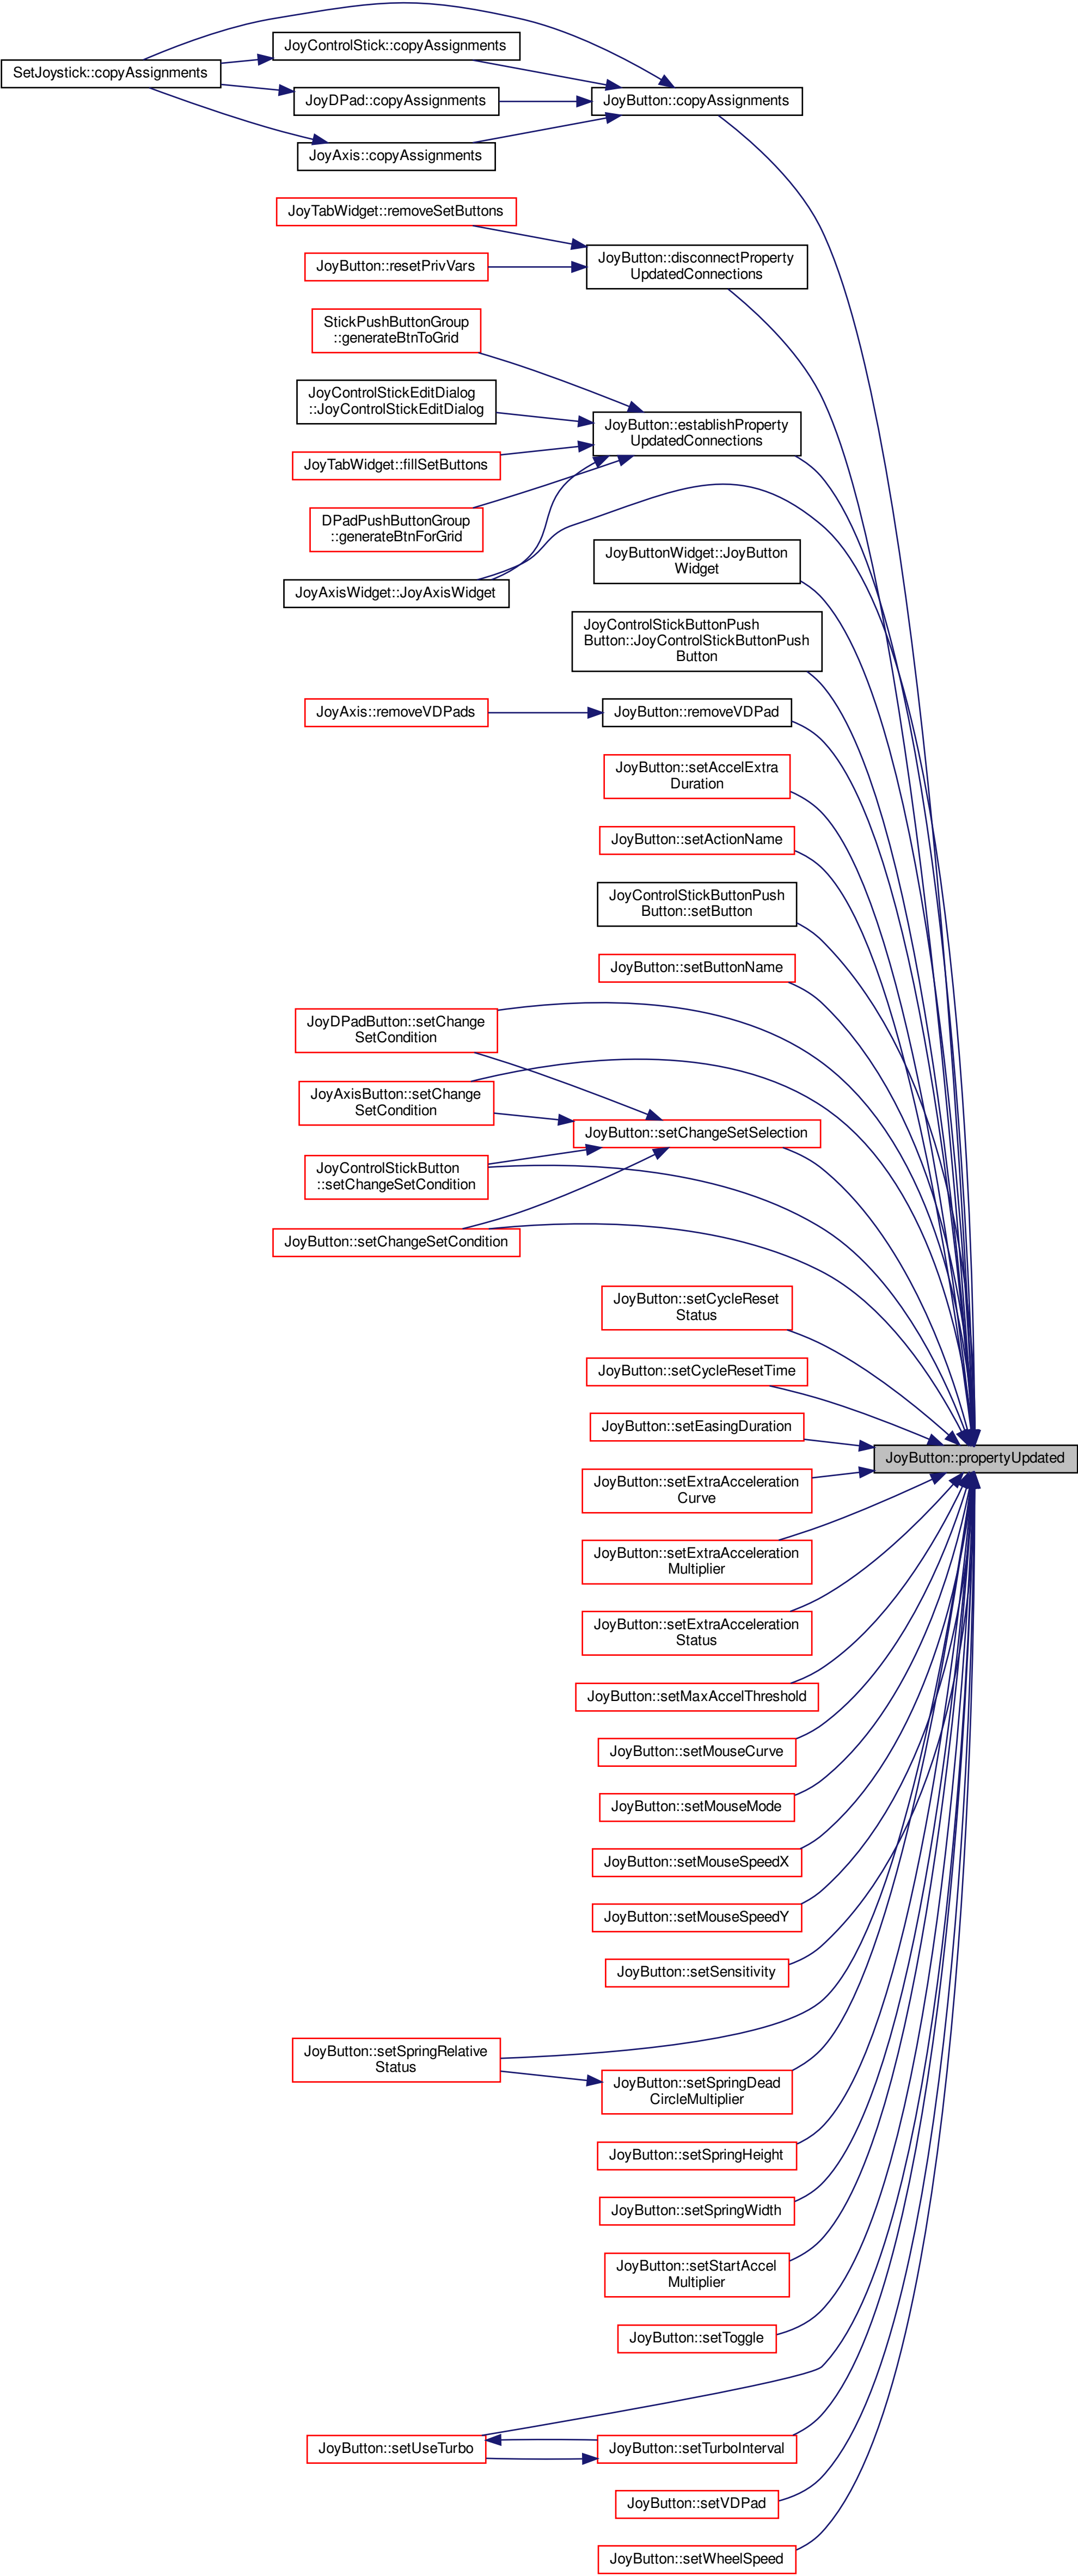 JoyControlStick::copyAssignments
SetJoystick::copyAssignments
JoyDPad::copyAssignments
JoyButton::copyAssignments
JoyAxis::copyAssignments
JoyTabWidget::removeSetButtons
JoyButton::disconnectProperty
UpdatedConnections
JoyButton::resetPrivVars
StickPushButtonGroup
::generateBtnToGrid
JoyControlStickEditDialog
::JoyControlStickEditDialog
JoyButton::establishProperty
UpdatedConnections
JoyTabWidget::fillSetButtons
DPadPushButtonGroup
::generateBtnForGrid
JoyButtonWidget::JoyButton
Widget
JoyAxisWidget::JoyAxisWidget
JoyControlStickButtonPush
Button::JoyControlStickButtonPush
Button
JoyAxis::removeVDPads
JoyButton::removeVDPad
JoyButton::setAccelExtra
Duration
JoyButton::setActionName
JoyControlStickButtonPush
Button::setButton
JoyButton::setButtonName
JoyDPadButton::setChange
SetCondition
JoyAxisButton::setChange
SetCondition
JoyButton::setChangeSetSelection
JoyControlStickButton
::setChangeSetCondition
JoyButton::setChangeSetCondition
JoyButton::setCycleReset
Status
JoyButton::setCycleResetTime
JoyButton::setEasingDuration
JoyButton::propertyUpdated
JoyButton::setExtraAcceleration
Curve
JoyButton::setExtraAcceleration
Multiplier
JoyButton::setExtraAcceleration
Status
JoyButton::setMaxAccelThreshold
JoyButton::setMouseCurve
JoyButton::setMouseMode
JoyButton::setMouseSpeedX
JoyButton::setMouseSpeedY
JoyButton::setSensitivity
JoyButton::setSpringRelative
Status
JoyButton::setSpringDead
CircleMultiplier
JoyButton::setSpringHeight
JoyButton::setSpringWidth
JoyButton::setStartAccel
Multiplier
JoyButton::setToggle
JoyButton::setUseTurbo
JoyButton::setTurboInterval
JoyButton::setVDPad
JoyButton::setWheelSpeed